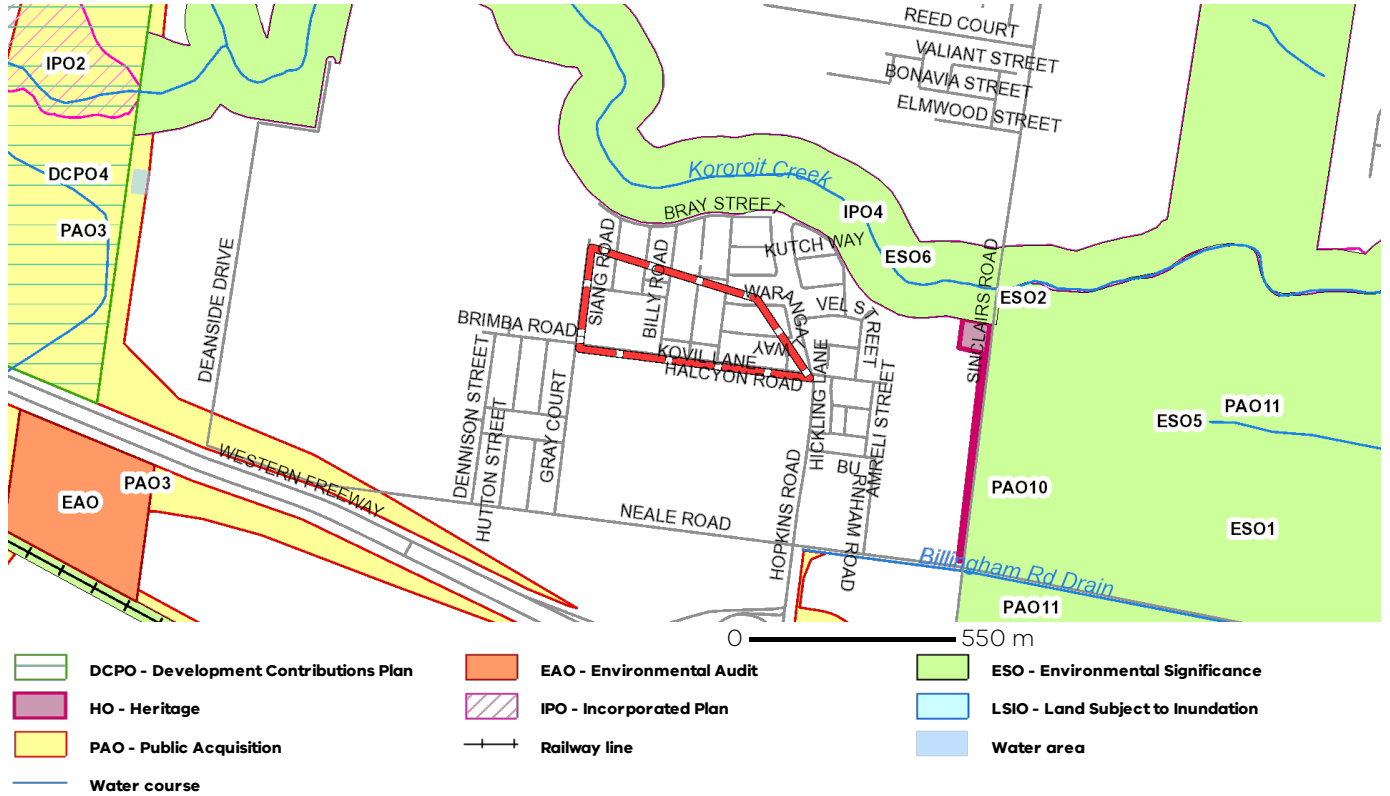 REED COURT
VALIANT STREET
BONAVIA STREET
ELMWOOD STREET
IPO2
DCPO4
PAO3
Kororoit Creek
BRAY STREET
IPO4
KUTCH WAY
ESO6
ESO2
DEANSIDE DRIVE
SIANG ROAD
BILLY ROAD
WARANGAL
WAY
VEL STREET
SINCLAIRS ROAD
BRIMBA ROAD
KOVIL LANE
HALCYON ROAD
HICKLING LANE
DENNISON STREET
HUTTON STREET
GRAY COURT
AMRELI STREET
ESO5
PAO11
WESTERN FREEWAY
PAO3
EAO
HOPKINS ROAD
BURNHAM ROAD
PAO10
ESO1
NEALE ROAD
Billingham Rd Drain
PAO11
0 550 m
DCPO - Development Contributions Plan
EAO - Environmental Audit
ESO - Environmental Significance
HO - Heritage
IPO - Incorporated Plan
LSIO - Land Subject to Inundation
PAO - Public Acquisition
Railway line
Water area
Water course